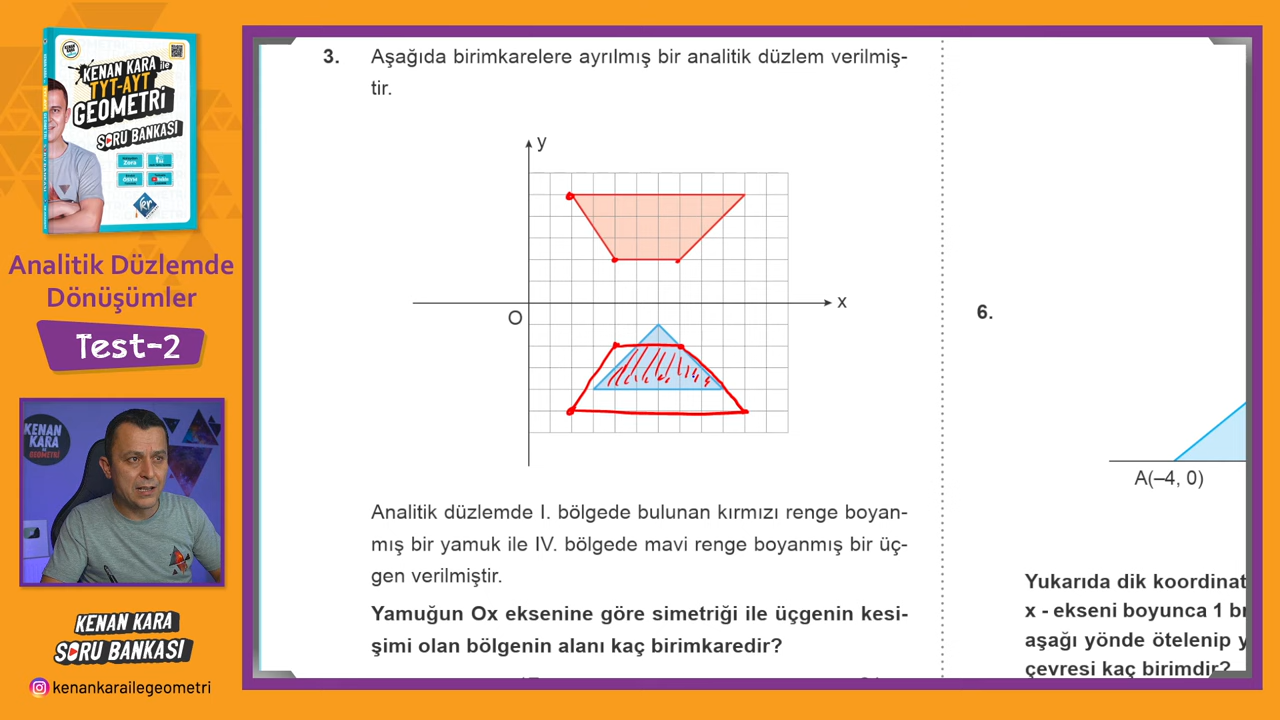 KENAN KARA ile
TYT-AYT
GEOMETRİ
SORU BANKASI
Analitik Düzlemde
Dönüşümler
Test-2
KENAN
KARA
GEOMETRİ
KENAN KARA
SORU BANKASI
kenankarailegeometri
3. Aşağıda birimkarelere ayrılmış bir analitik düzlem verilmiş-
tir.
y
x
O
Analitik düzlemde I. bölgede bulunan kırmızı renge boyan-
mış bir yamuk ile IV. bölgede mavi renge boyanmış bir üç-
gen verilmiştir.
Yamuğun Ox eksenine göre simetriği ile üçgenin kesi-
şimi olan bölgenin alanı kaç birimkaredir?
6.
A(–4, 0)
Yukarıda dik koordinat
x - ekseni boyunca 1 br
aşağı yönde ötelenip y
çevresi kaç birimdir?